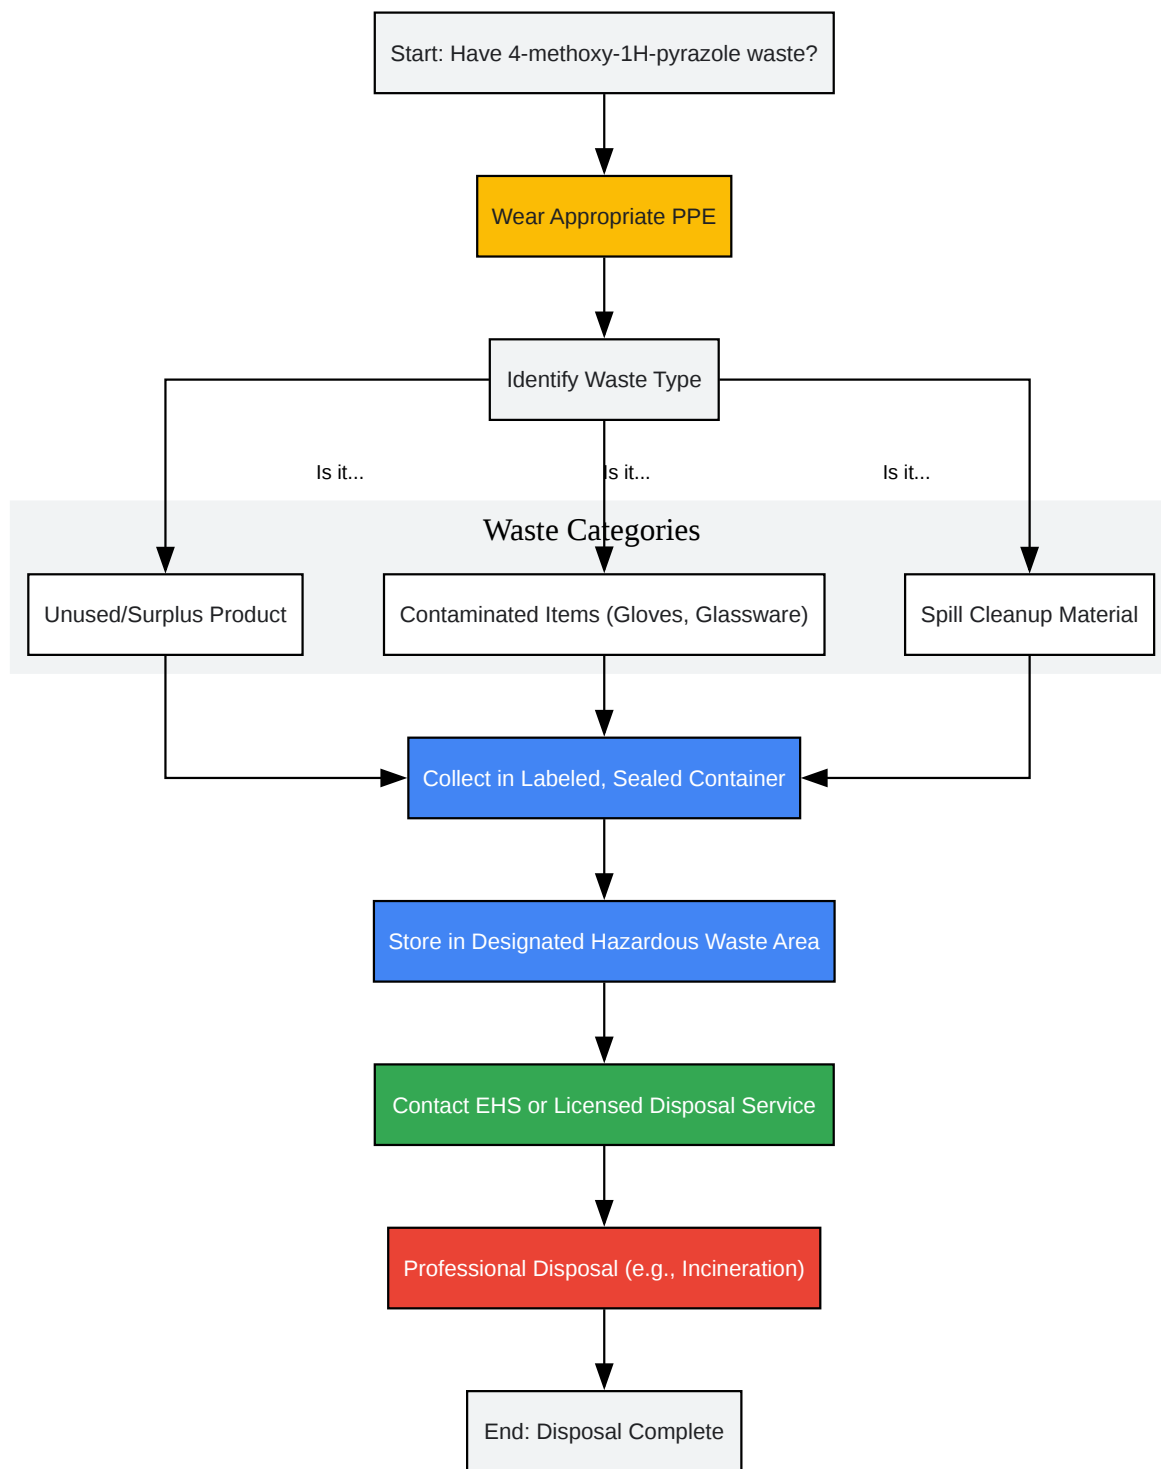 Start: Have 4-methoxy-1H-pyrazole waste?
Wear Appropriate PPE
Identify Waste Type
Is it...
Is it...
Is it...
Waste Categories
Unused/Surplus Product
Contaminated Items (Gloves, Glassware)
Spill Cleanup Material
Collect in Labeled, Sealed Container
Store in Designated Hazardous Waste Area
Contact EHS or Licensed Disposal Service
Professional Disposal (e.g., Incineration)
End: Disposal Complete